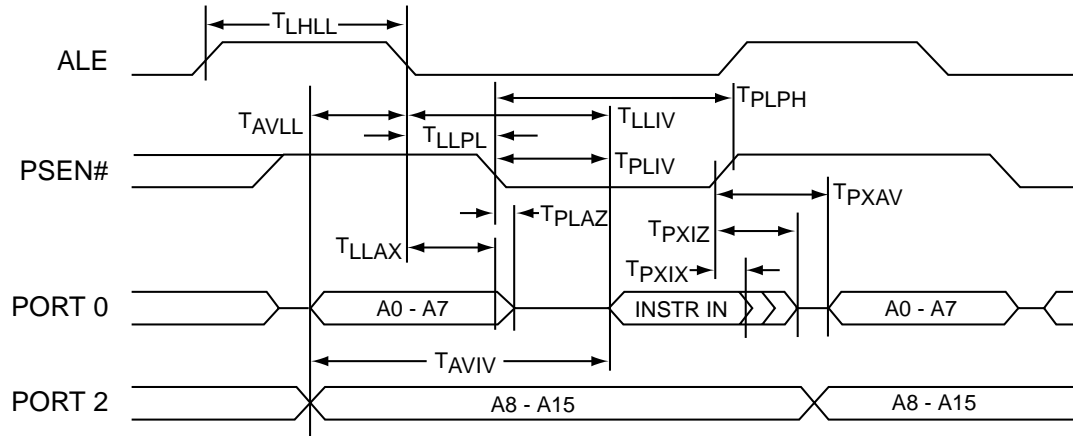 TLHLL
ALE
TPLPH
TAVLL
TLLIV
TLLPL
PSEN#
TPLIV
TPXAV
TPLAZ
TPXIZ
TLLAX
TPXIX
PORT 0
A0 - A7
INSTR IN
A0 - A7
TAVIV
PORT 2
A8 - A15
A8 - A15